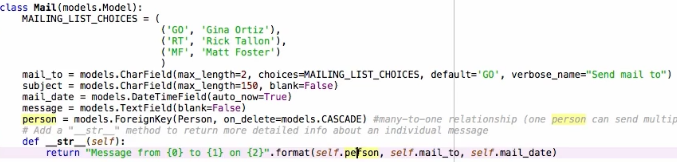 class Mail(models.Model):
MAILING_LIST_CHOICES = (
('GO', 'Gina Ortiz'),
('RT', 'Rick Tallon'),
('MF', 'Matt Foster')
)
mail_to = models.CharField(max_length=2, choices=MAILING_LIST_CHOICES, default='GO', verbose_name="Send mail to")
subject = models.CharField(max_length=150, blank=False)
mail_date = models.DateTimeField(auto_now=True)
message = models.TextField(blank=False)
person = models.ForeignKey(Person, on_delete=models.CASCADE) #many-to-one relationship (one person can send multip
# Add a "__str__" method to return more detailed info about an individual message
def __str__(self):
return "Message from {0} to {1} on {2}".format(self.person, self.mail_to, self.mail_date)